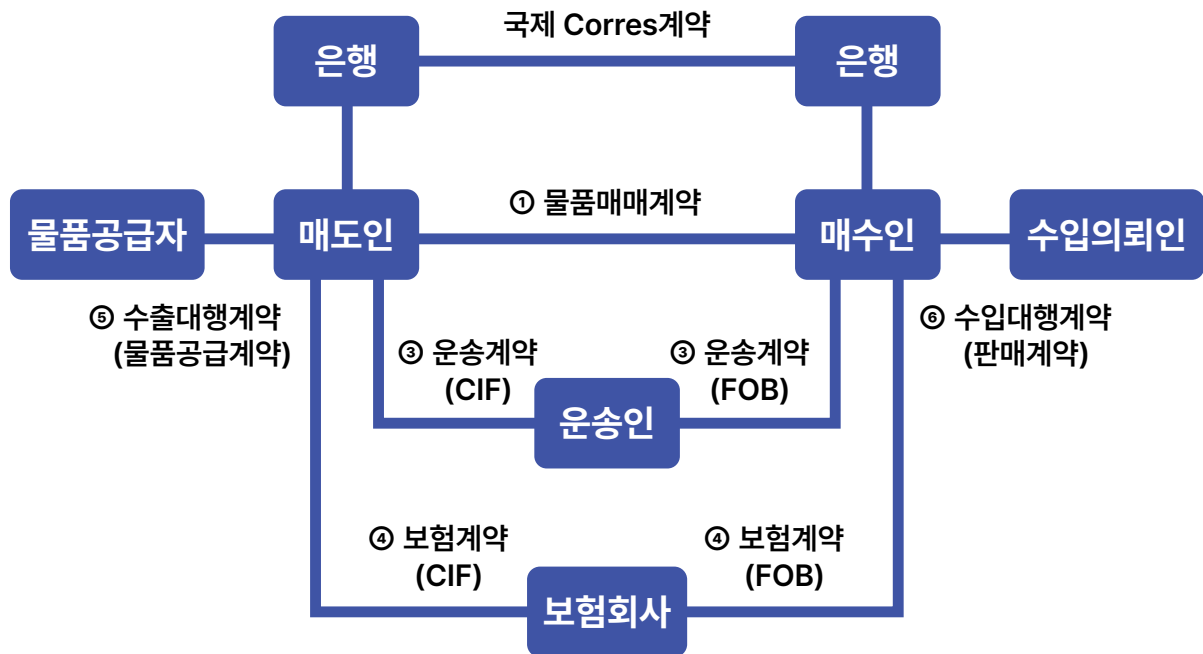 국제 Corres계약
은행
은행
① 물품매매계약
물품공급자
매도인
매수인
수입의뢰인
⑤ 수출대행계약
(물품공급계약)
③ 운송계약
(CIF)
③ 운송계약
(FOB)
⑥ 수입대행계약
(판매계약)
운송인
④ 보험계약
(CIF)
④ 보험계약
(FOB)
보험회사